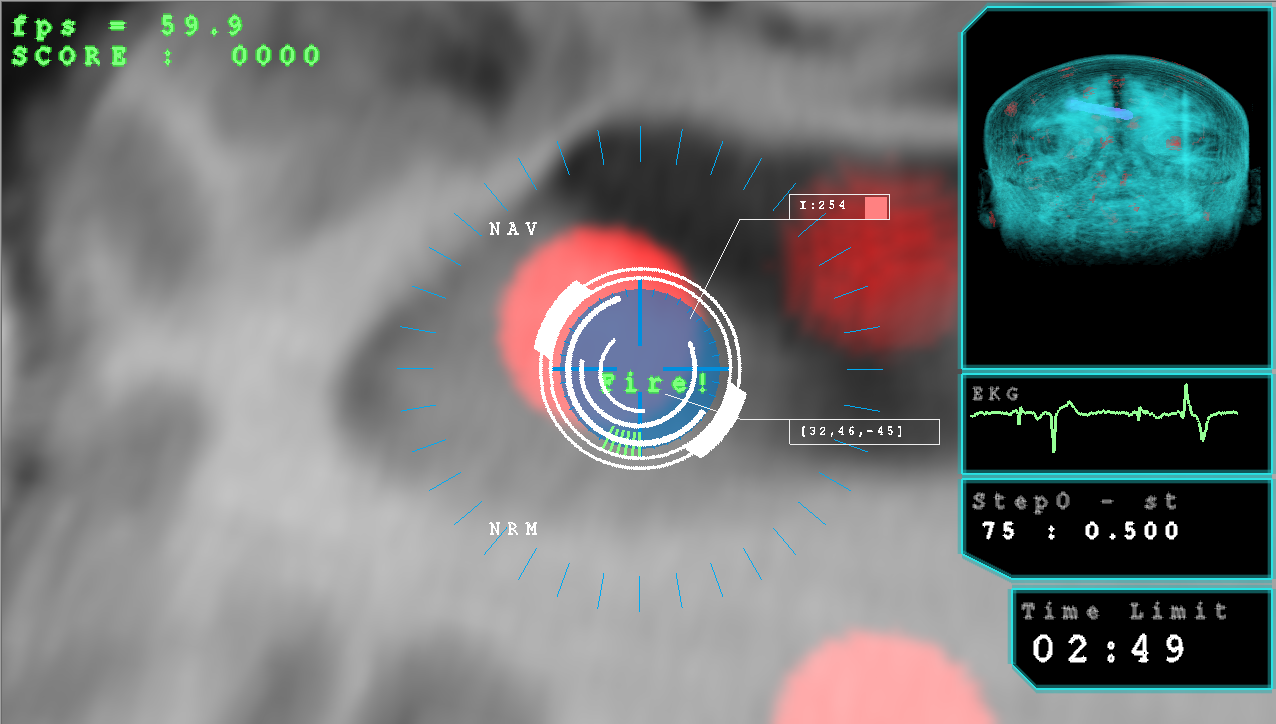 fps = 59.9
SCORE : 0000
NAV
I:254
Fire!
[32,46,-45]
NRM
EKG
Step0 - st
75 : 0.500
Time Limit
02:49